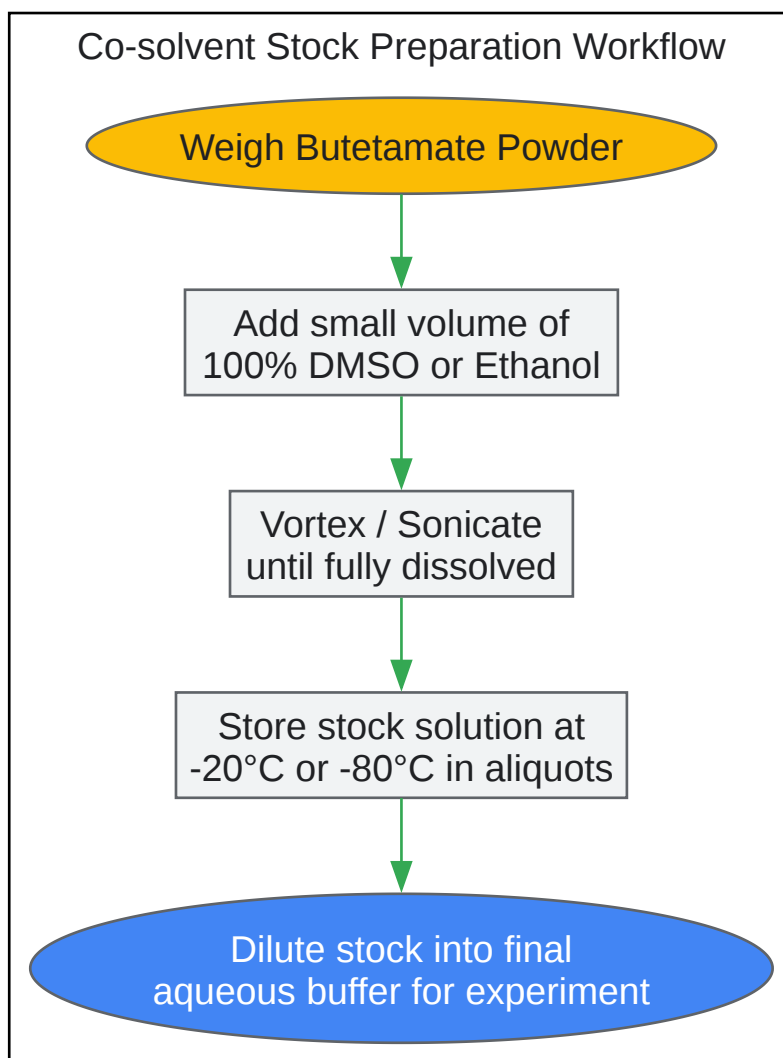 Co-solvent Stock Preparation Workflow
Weigh Butetamate Powder
Add small volume of
100% DMSO or Ethanol
Vortex / Sonicate
until fully dissolved
Store stock solution at
-20°C or -80°C in aliquots
Dilute stock into final
aqueous buffer for experiment